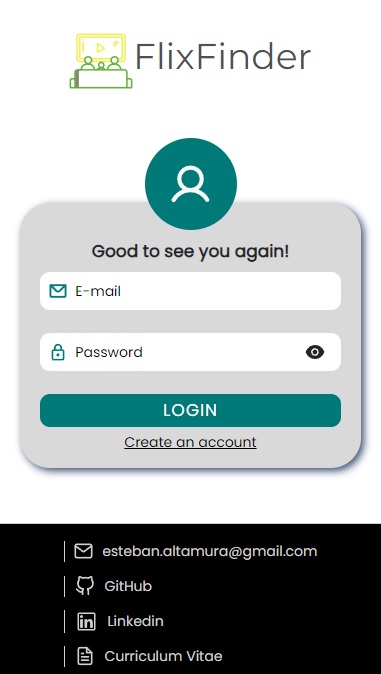 FlixFinder
Good to see you again!
E-mail
Password
LOGIN
Create an account
esteban.altamura@gmail.com
GitHub
Linkedin
Curriculum Vitae